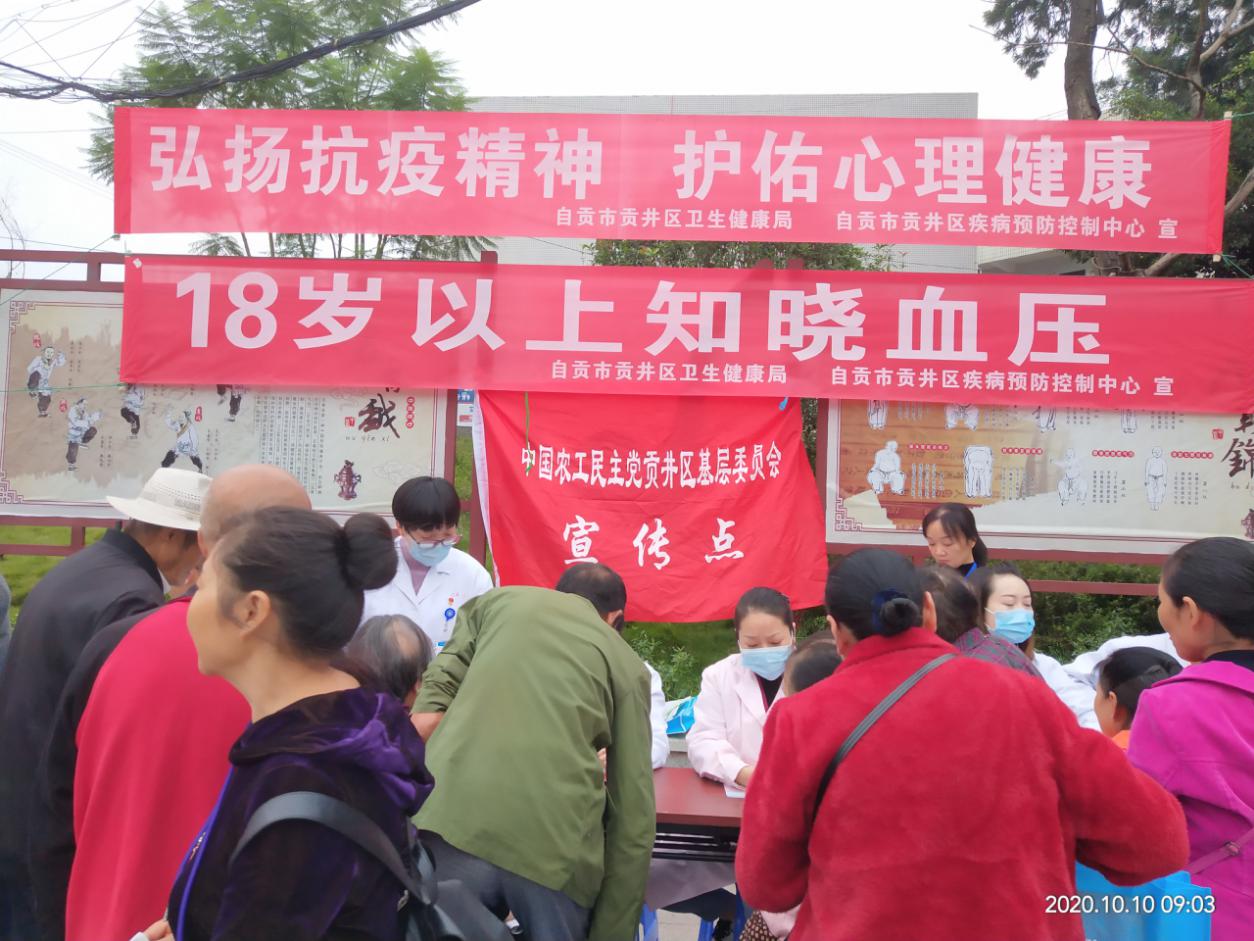 弘扬抗疫精神 护佑心理健康
自贡市贡井区卫生健康局 自贡市贡井区疾病预防控制中心 宣
18岁以上知晓血压
自贡市贡井区卫生健康局 自贡市贡井区疾病预防控制中心 宣
中国农工民主党贡井区基层委员会
宣传点
戲
2020.10.10 09:03